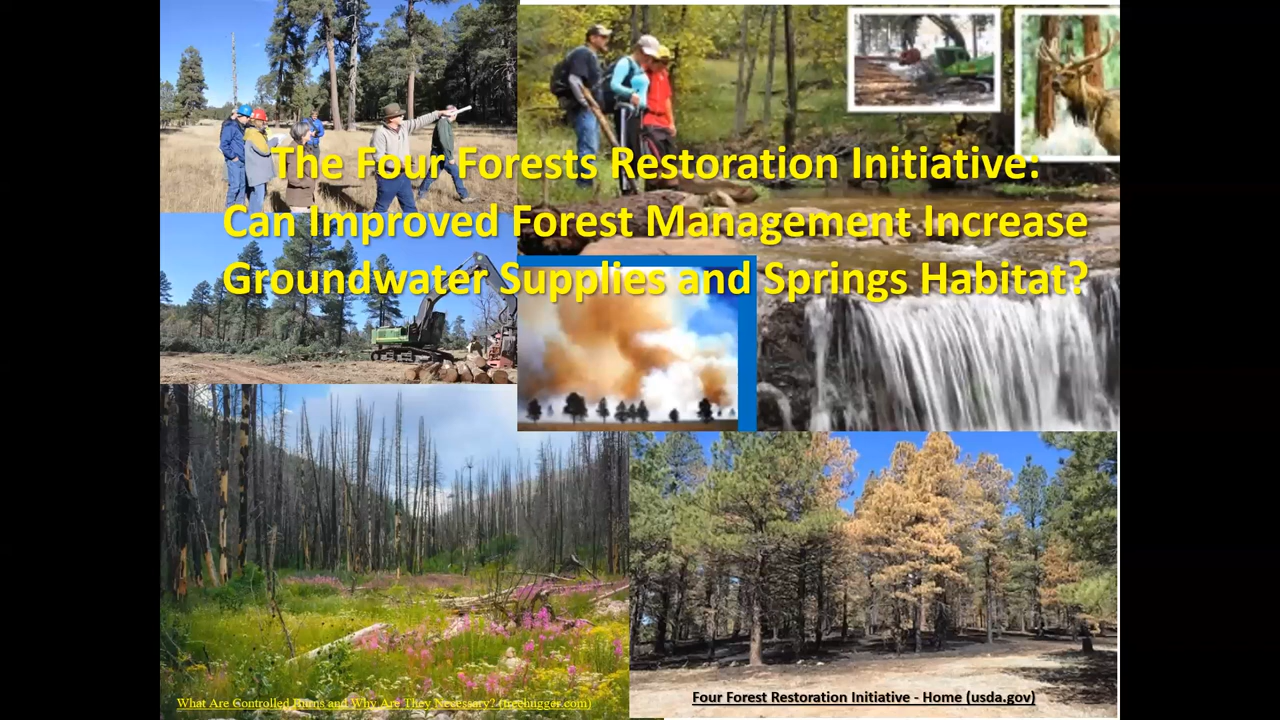 The Four Forests Restoration Initiative:
Can Improved Forest Management Increase
Groundwater Supplies and Springs Habitat?
What Are Controlled Burns and Why Are They Necessary? (treehugger.com)
Four Forest Restoration Initiative - Home (usda.gov)